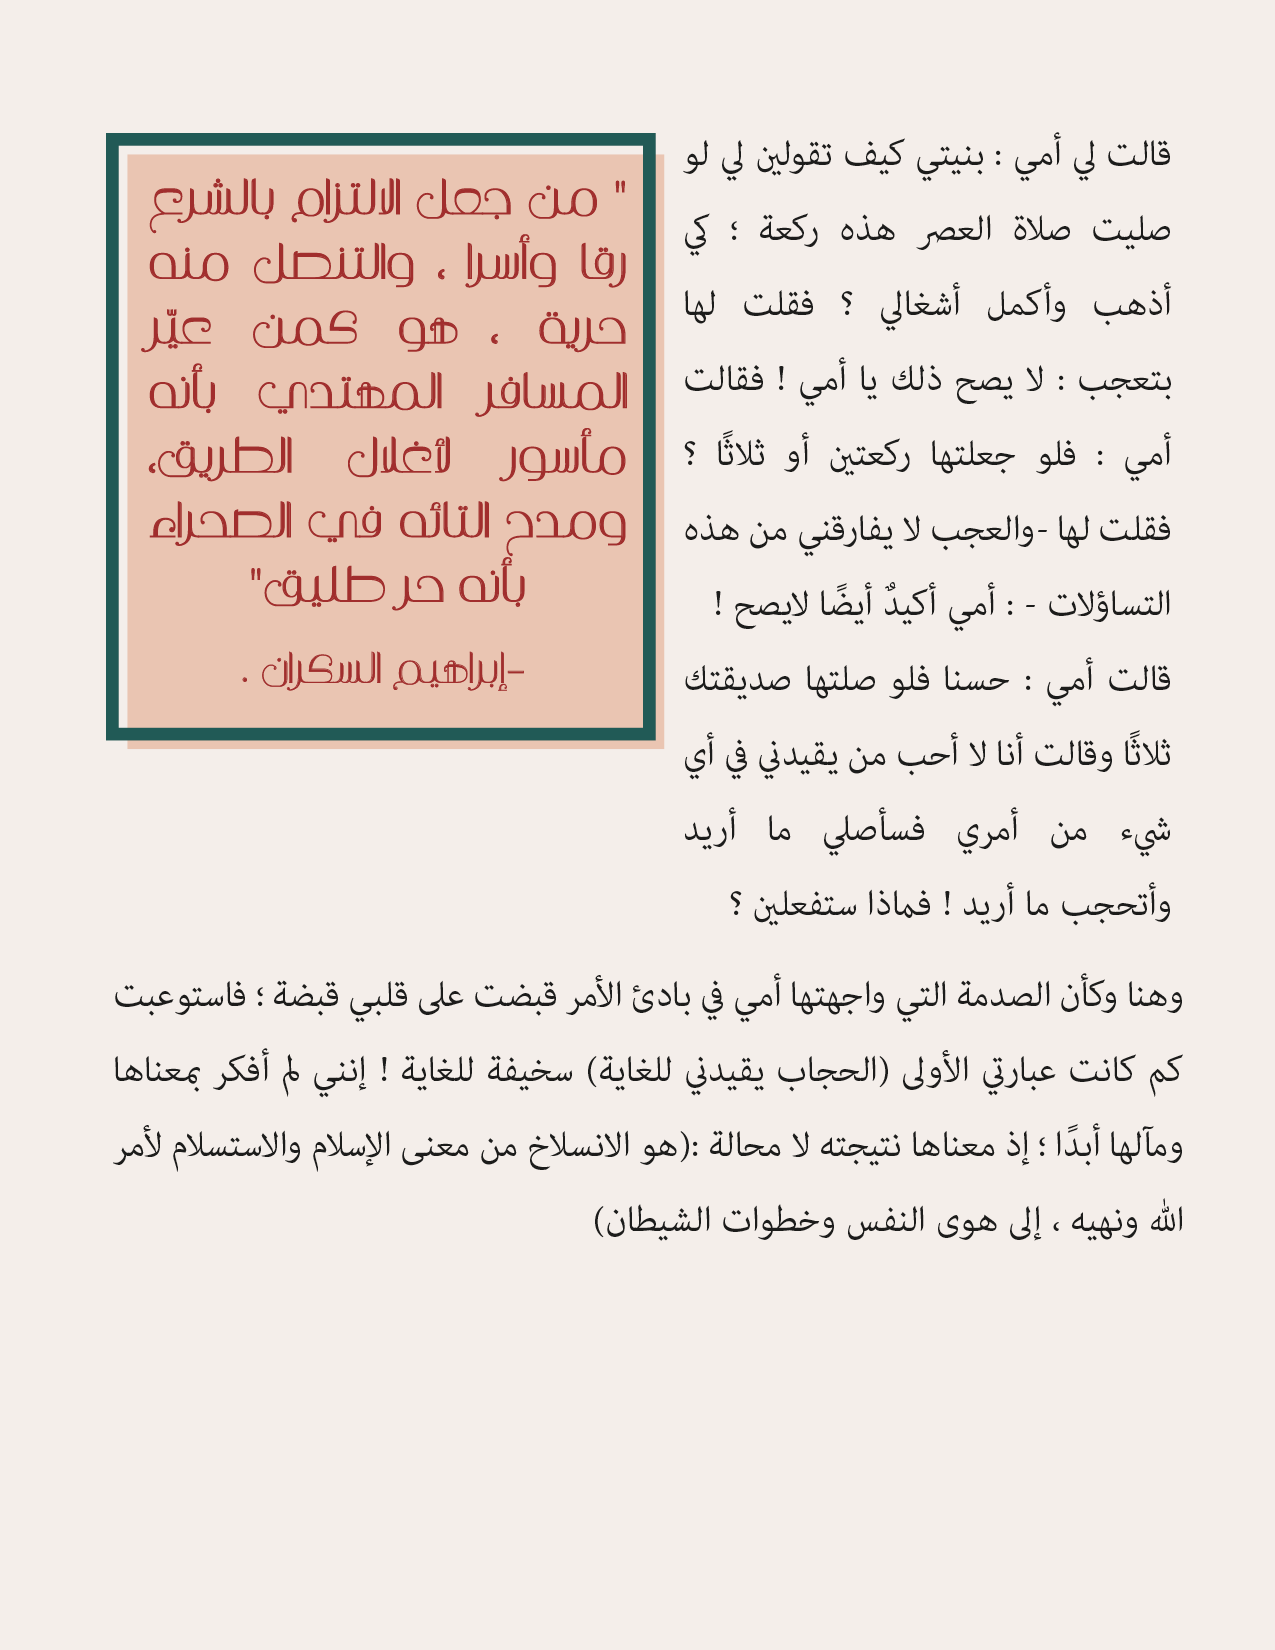 قالت لي أمي : بنيتي كيف تقولين لي لو
صليت صلاة العصر هذه ركعة ؛ كي
أذهب وأكمل أشغالي ؟ فقلت لها
بتعجب : لا يصح ذلك يا أمي ! فقالت
أمي : فلو جعلتها ركعتين أو ثلاثًا ؟
فقلت لها -والعجب لا يفارقني من هذه
التساؤلات - : أمي أكيدٌ أيضًا لايصح !
قالت أمي : حسنا فلو صلتها صديقتك
ثلاثًا وقالت أنا لا أحب من يقيدني في أي
شيء من أمري فسأصلي ما أريد
وأتحجب ما أريد ! فماذا ستفعلين ؟
" من جعل الالتزام بالشرع
رقا وأسرا ، والتنصل منه
حرية ، هو كمن عيّر
المسافر المهتدي بأنه
مأسور لأغلال الطريق،
ومدح التائه في الصحراء
بأنه حر طليق"
-إبراهيم السكران .
وهنا وكأن الصدمة التي واجهتها أمي في بادئ الأمر قبضت على قلبي قبضة ؛ فاستوعبت
كم كانت عبارتي الأولى (الحجاب يقيدني للغاية) سخيفة للغاية ! إنني لم أفكر بمعناها
ومآلها أبدًا ؛ إذ معناها نتيجته لا محالة :(هو الانسلاخ من معنى الإسلام والاستسلام لأمر
الله ونهيه ، إلى هوى النفس وخطوات الشيطان)